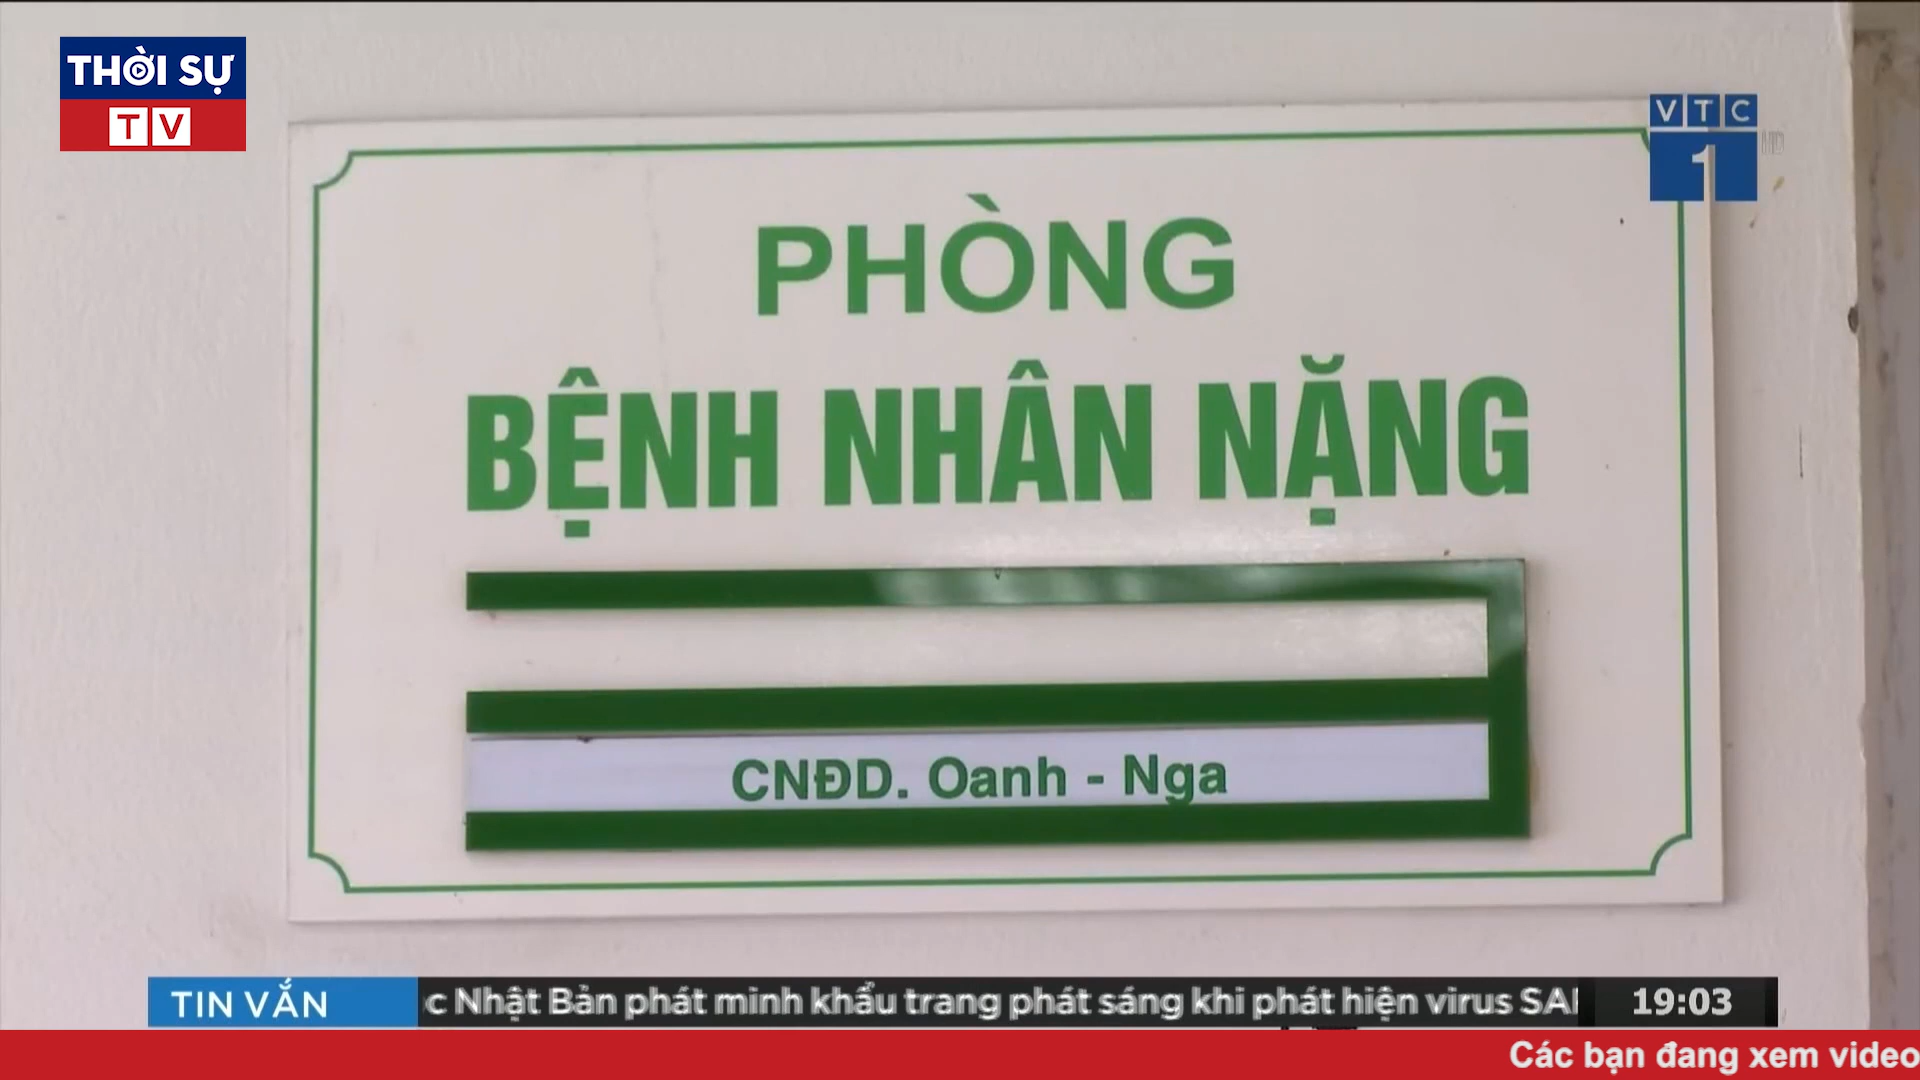 THỜI SỰ
TV
VTC
1
HD
PHÒNG
BỆNH NHÂN NẶNG
CNĐD. Oanh - Nga
TIN VẮN
Nhật Bản phát minh khẩu trang phát sáng khi phát hiện virus
19:03
Các bạn đang xem video